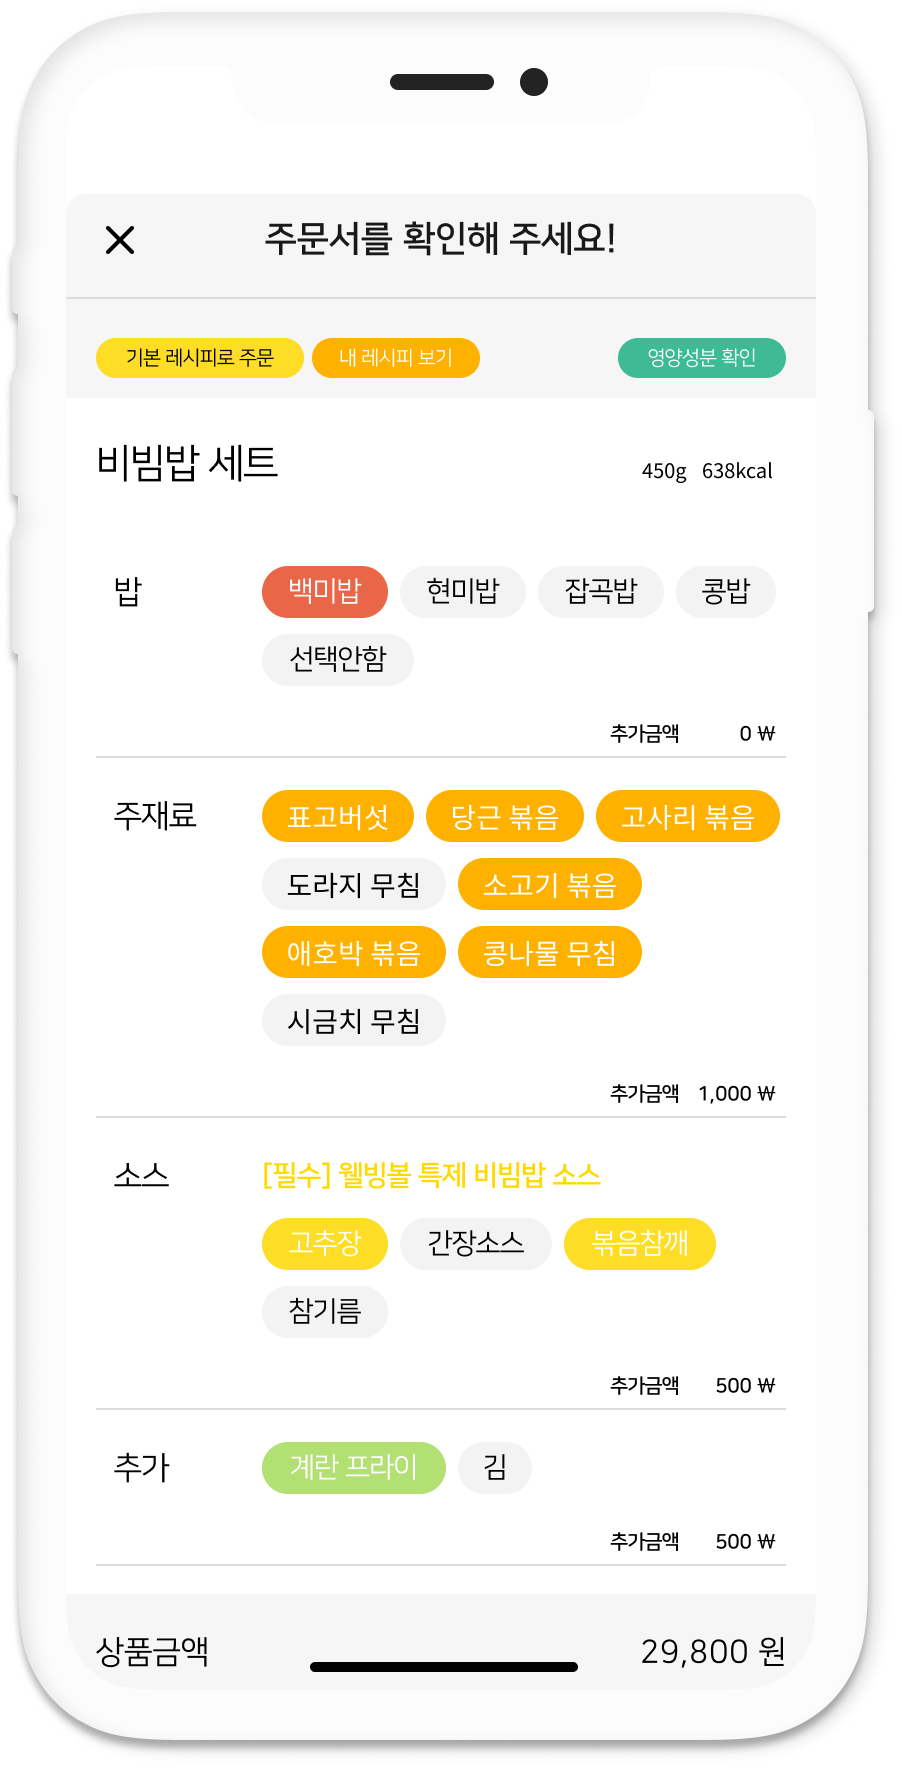 주문서를 확인해 주세요!
기본 레시피로 주문 내 레시피 보기 영양성분 확인
비빔밥 세트 450g 638kcal
밥 백미밥 현미밥 잡곡밥 콩밥
선택안함
추가금액 0 ₩
주재료 표고버섯 당근 볶음 고사리 볶음
도라지 무침 소고기 볶음
애호박 볶음 콩나물 무침
시금치 무침
추가금액 1,000 ₩
소스 [필수] 웰빙볼 특제 비빔밥 소스
고추장 간장소스 볶음참깨
참기름
추가금액 500 ₩
추가 계란 프라이 김
추가금액 500 ₩
상품금액 29,800 원